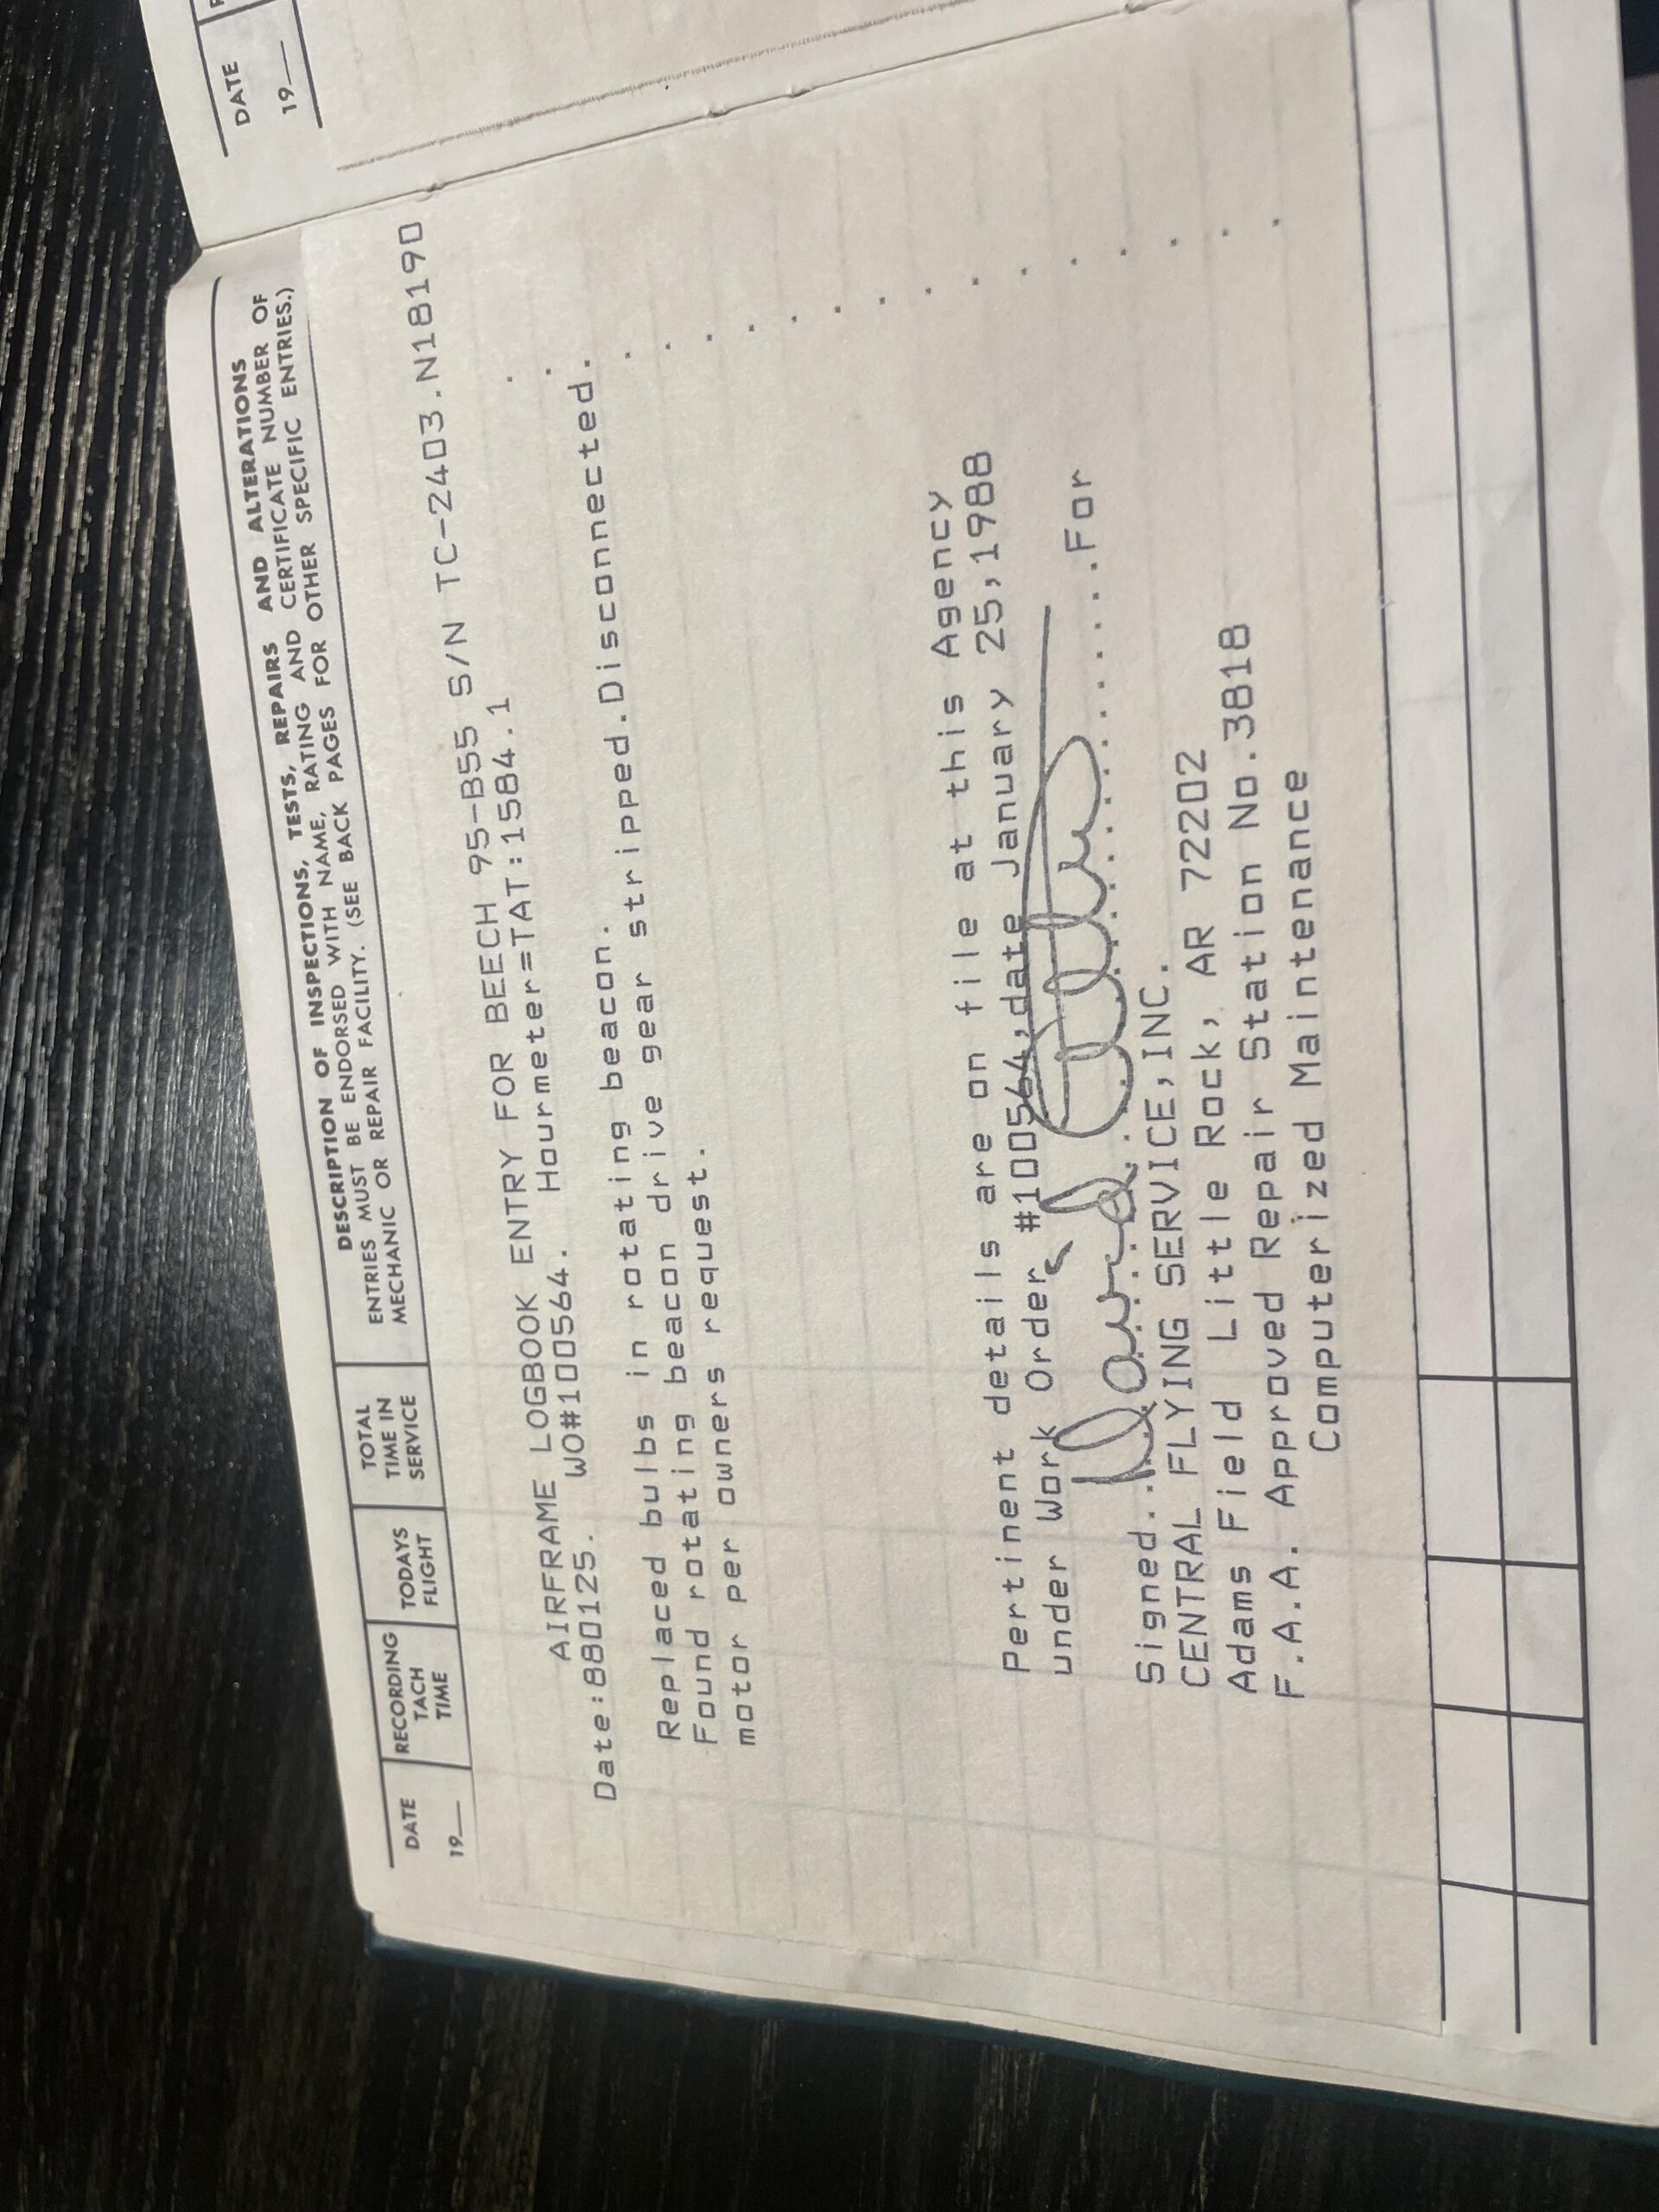 DATE
19__
RECORDING
TACH
TIME
TODAYS
FLIGHT
TOTAL
TIME IN
SERVICE
DESCRIPTION OF INSPECTIONS, TESTS, REPAIRS AND ALTERATIONS
ENTRIES MUST BE ENDORSED WITH NAME, RATING AND CERTIFICATE NUMBER OF
MECHANIC OR REPAIR FACILITY. (SEE BACK PAGES FOR OTHER SPECIFIC ENTRIES.)
AIRFRAME LOGBOOK ENTRY FOR BEECH 95-B55 S/N TC-2403.N18190
Date:880125. WO#100564. Hourmeter=TAT:1584.1
Replaced bulbs in rotating beacon.
Found rotating beacon drive gear stripped.Disconnected.
motor per owners request.
Pertinent details are on file at this Agency
under Work Order #100564,date January 25,1988
Signed.. David ......For
CENTRAL FLYING SERVICE,INC.
Adams Field Little Rock, AR 72202
F.A.A. Approved Repair Station No.3818
Computerized Maintenance
DATE
19__